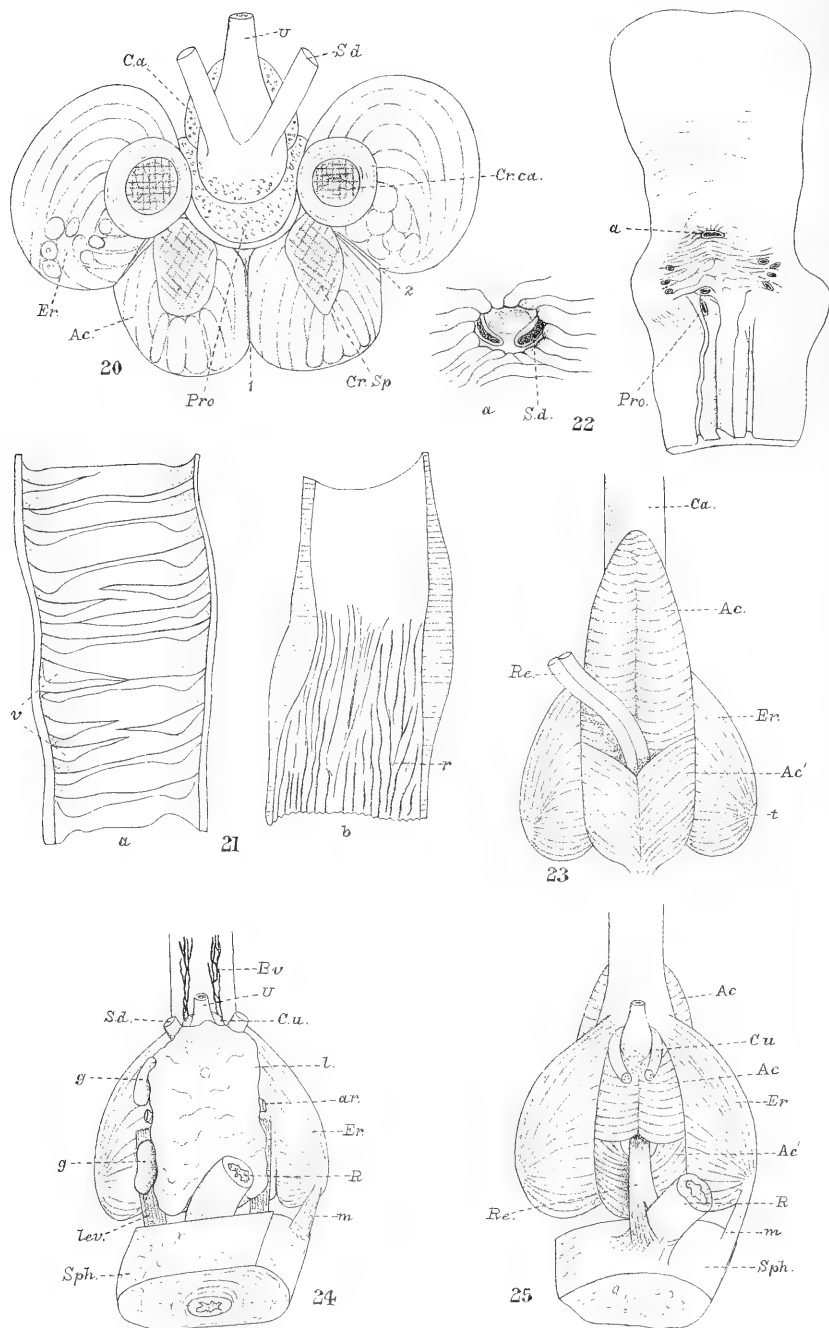 U
S.d
C.a.
Cr.ca.
a
Er.
2
Ac.
20
Pro
1
Cr.Sp
a
S.d.
22
Pro.
Ca.
Ac.
Re.
Er.
v
Ac'
r
t
a
21
b
23
Bv
U
Ac
Sd.
C.u.
Cu
g
l.
Ac
ar.
Er
Er.
g
Ac'
R
R
Re.
lev.
m
m
Sph.
Sph.
24
25